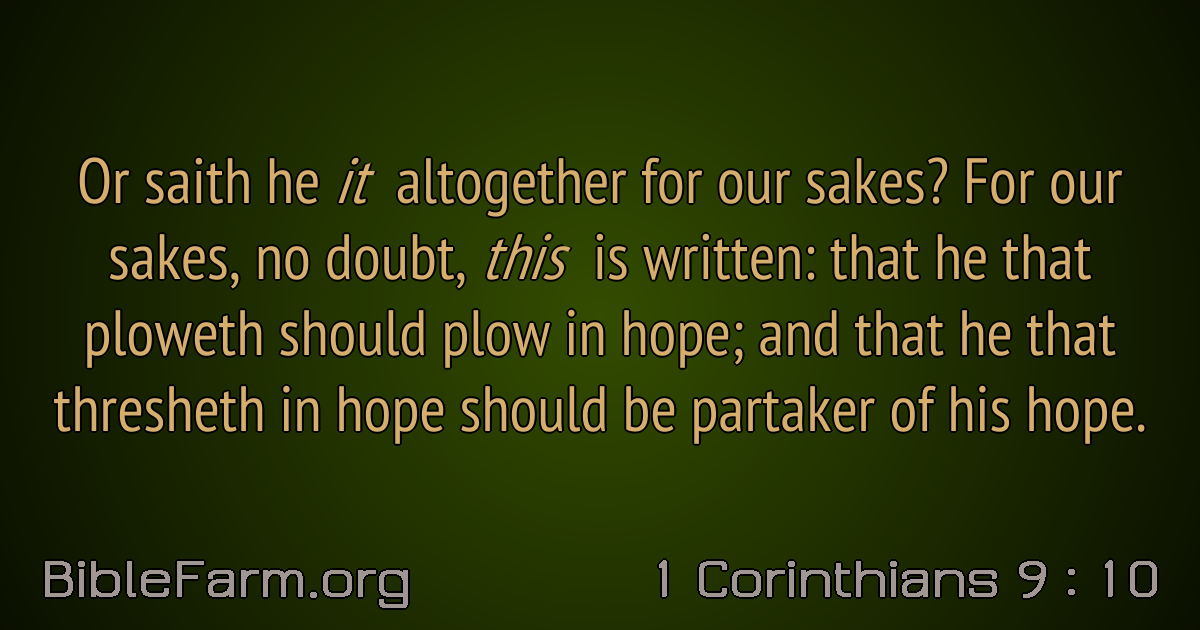 Or saith he it altogether for our sakes? For our
sakes, no doubt, this is written: that he that
ploweth should plow in hope; and that he that
thresheth in hope should be partaker of his hope.
BibleFarm.org
1 Corinthians 9 : 10